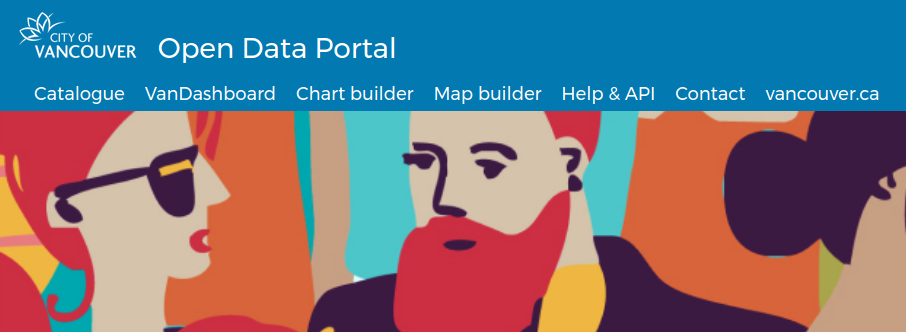 CITY OF
VANCOUVER
Open Data Portal
Catalogue VanDashboard Chart builder Map builder Help & API Contact vancouver.ca